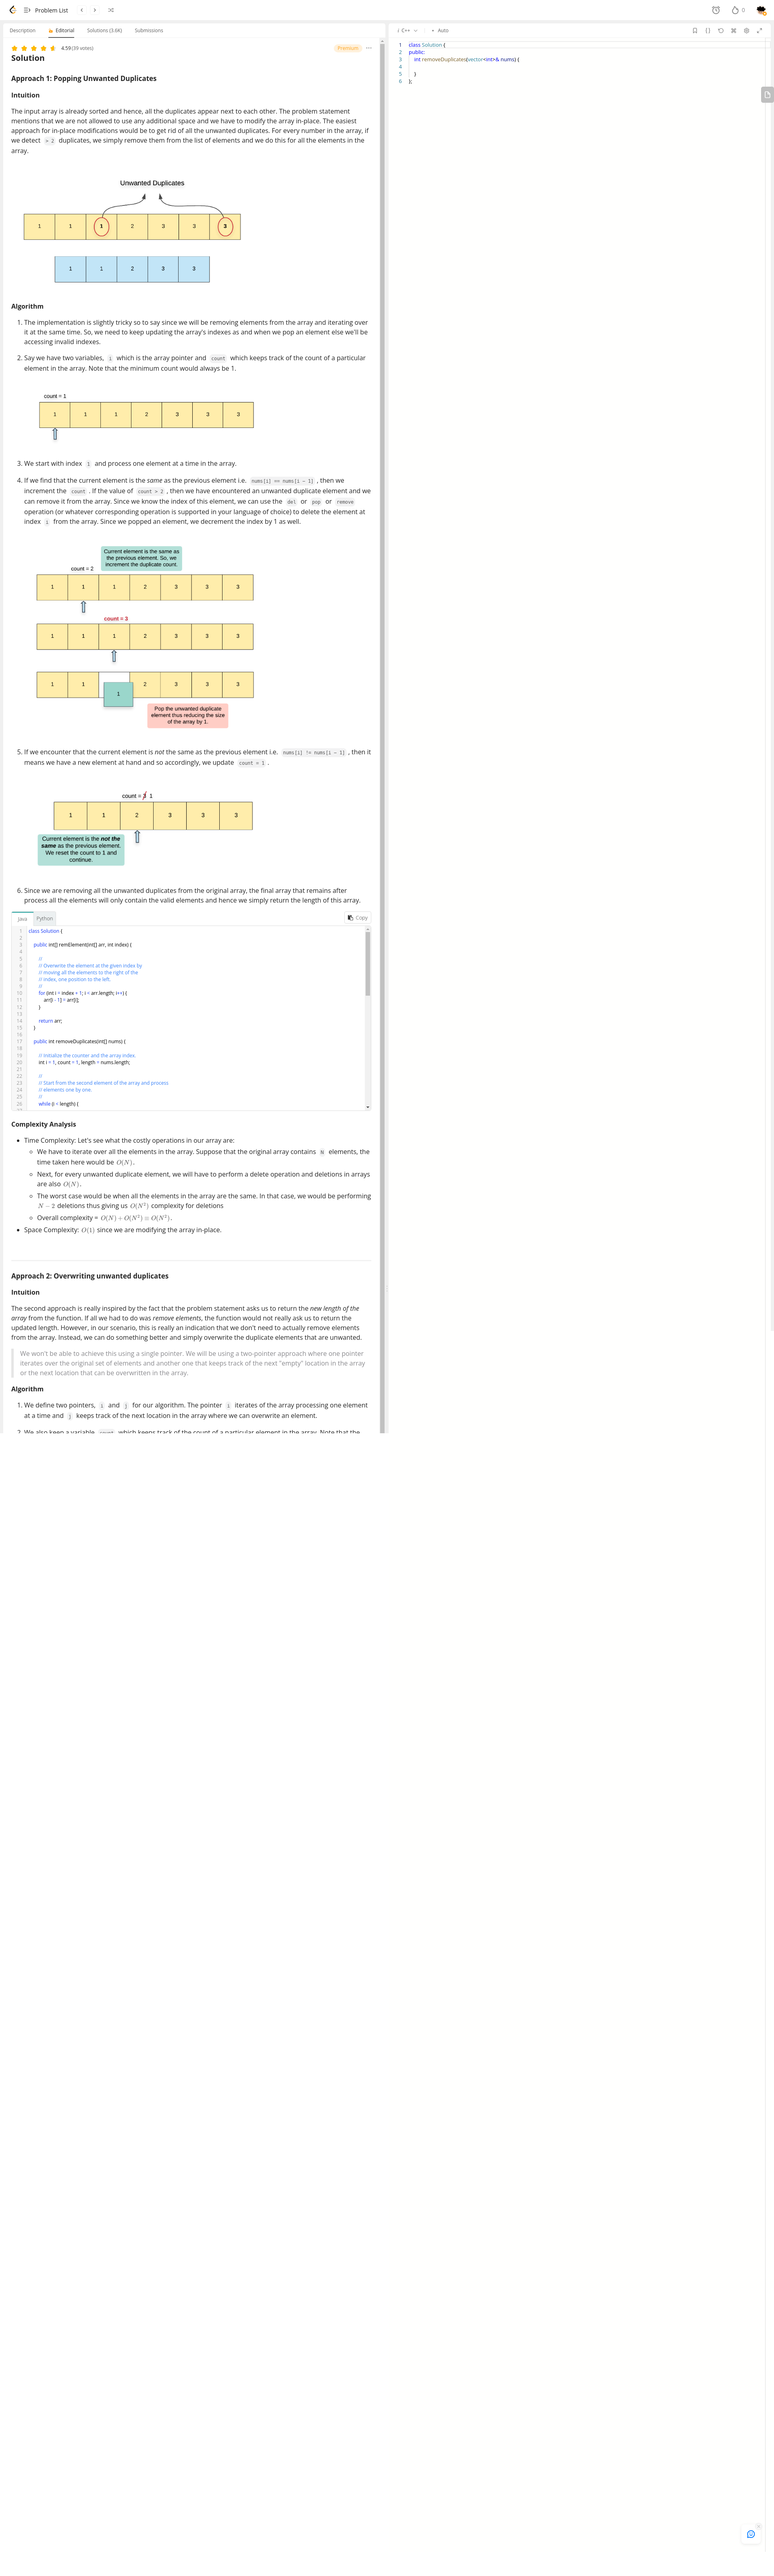 Problem List
0
Description
Editorial
Solutions (3.6K)
Submissions
4.59 (39 votes)
Premium
Solution
Approach 1: Popping Unwanted Duplicates
Intuition
The input array is already sorted and hence, all the duplicates appear next to each other. The problem statement
mentions that we are not allowed to use any additional space and we have to modify the array in-place. The easiest
approach for in-place modifications would be to get rid of all the unwanted duplicates. For every number in the array, if
we detect > 2 duplicates, we simply remove them from the list of elements and we do this for all the elements in the
array.
Unwanted Duplicates
1 1 1 2 3 3 3
1 1 2 3 3
Algorithm
1. The implementation is slightly tricky so to say since we will be removing elements from the array and iterating over
it at the same time. So, we need to keep updating the array's indexes as and when we pop an element else we'll be
accessing invalid indexes.
2. Say we have two variables, i which is the array pointer and count which keeps track of the count of a particular
element in the array. Note that the minimum count would always be 1.
count = 1
1 1 1 2 3 3 3
3. We start with index 1 and process one element at a time in the array.
4. If we find that the current element is the same as the previous element i.e. nums[i] == nums[i - 1] , then we
increment the count . If the value of count > 2 , then we have encountered an unwanted duplicate element and we
can remove it from the array. Since we know the index of this element, we can use the del or pop or remove
operation (or whatever corresponding operation is supported in your language of choice) to delete the element at
index i from the array. Since we popped an element, we decrement the index by 1 as well.
Current element is the same as
the previous element. So, we
increment the duplicate count.
count = 2
1 1 1 2 3 3 3
count = 3
1 1 1 2 3 3 3
1 1 2 3 3 3
1
Pop the unwanted duplicate
element thus reducing the size
of the array by 1.
5. If we encounter that the current element is not the same as the previous element i.e. nums[i] != nums[i - 1] , then it
means we have a new element at hand and so accordingly, we update count = 1 .
count = 3 1
1 1 2 3 3 3
Current element is the not the
same as the previous element.
We reset the count to 1 and
continue.
6. Since we are removing all the unwanted duplicates from the original array, the final array that remains after
process all the elements will only contain the valid elements and hence we simply return the length of this array.
Java
Python
Copy
1 class Solution {
2
3 public int[] remElement(int[] arr, int index) {
4
5 //
6 // Overwrite the element at the given index by
7 // moving all the elements to the right of the
8 // index, one position to the left.
9 //
10 for (int i = index + 1; i < arr.length; i++) {
11 arr[i - 1] = arr[i];
12 }
13
14 return arr;
15 }
16
17 public int removeDuplicates(int[] nums) {
18
19 // Initialize the counter and the array index.
20 int i = 1, count = 1, length = nums.length;
21
22 //
23 // Start from the second element of the array and process
24 // elements one by one.
25 //
26 while (i < length) {
Complexity Analysis
• Time Complexity: Let's see what the costly operations in our array are:
◦ We have to iterate over all the elements in the array. Suppose that the original array contains N elements, the
time taken here would be O(N).
◦ Next, for every unwanted duplicate element, we will have to perform a delete operation and deletions in arrays
are also O(N).
◦ The worst case would be when all the elements in the array are the same. In that case, we would be performing
N − 2 deletions thus giving us O(N²) complexity for deletions
◦ Overall complexity = O(N) + O(N²) ≡ O(N²).
• Space Complexity: O(1) since we are modifying the array in-place.
Approach 2: Overwriting unwanted duplicates
Intuition
The second approach is really inspired by the fact that the problem statement asks us to return the new length of the
array from the function. If all we had to do was remove elements, the function would not really ask us to return the
updated length. However, in our scenario, this is really an indication that we don't need to actually remove elements
from the array. Instead, we can do something better and simply overwrite the duplicate elements that are unwanted.
We won't be able to achieve this using a single pointer. We will be using a two-pointer approach where one pointer
iterates over the original set of elements and another one that keeps track of the next "empty" location in the array
or the next location that can be overwritten in the array.
Algorithm
1. We define two pointers, i and j for our algorithm. The pointer i iterates of the array processing one element
at a time and j keeps track of the next location in the array where we can overwrite an element.
2. We also keep a variable count which keeps track of the count of a particular element in the array. Note that the
i C++
Auto
1 class Solution {
2 public:
3 int removeDuplicates(vector<int>& nums) {
4
5 }
6 };